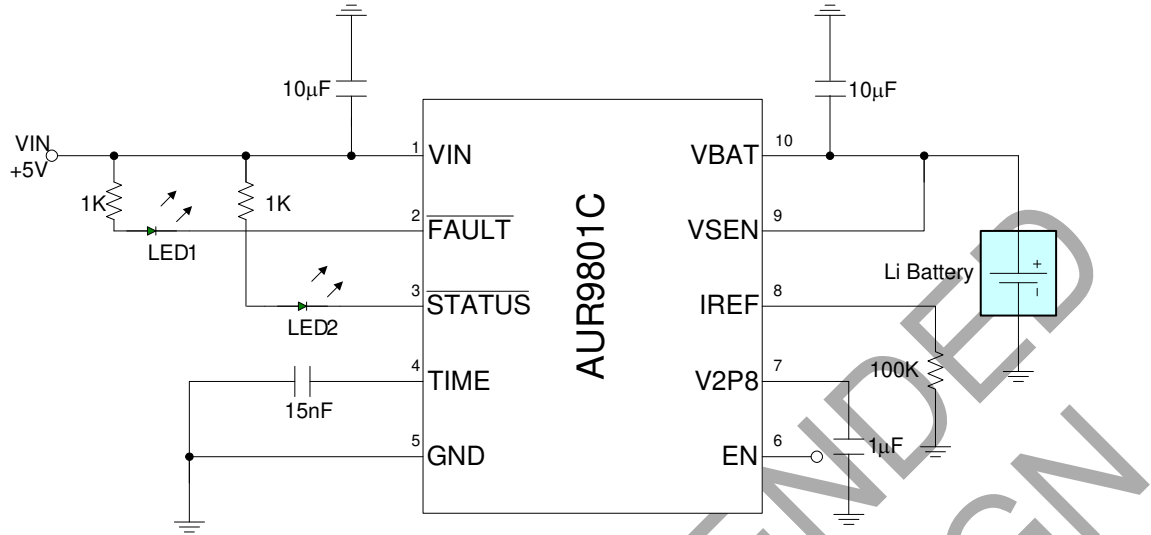 10µF
10µF
VIN
+5V
1 VIN
VBAT 10
1K
1K
2 FAULT
VSEN 9
LED1
AUR9801C
Li Battery
+
3 STATUS
IREF 8
LED2
4 TIME
V2P8 7
100K
15nF
5 GND
EN 6
1µF